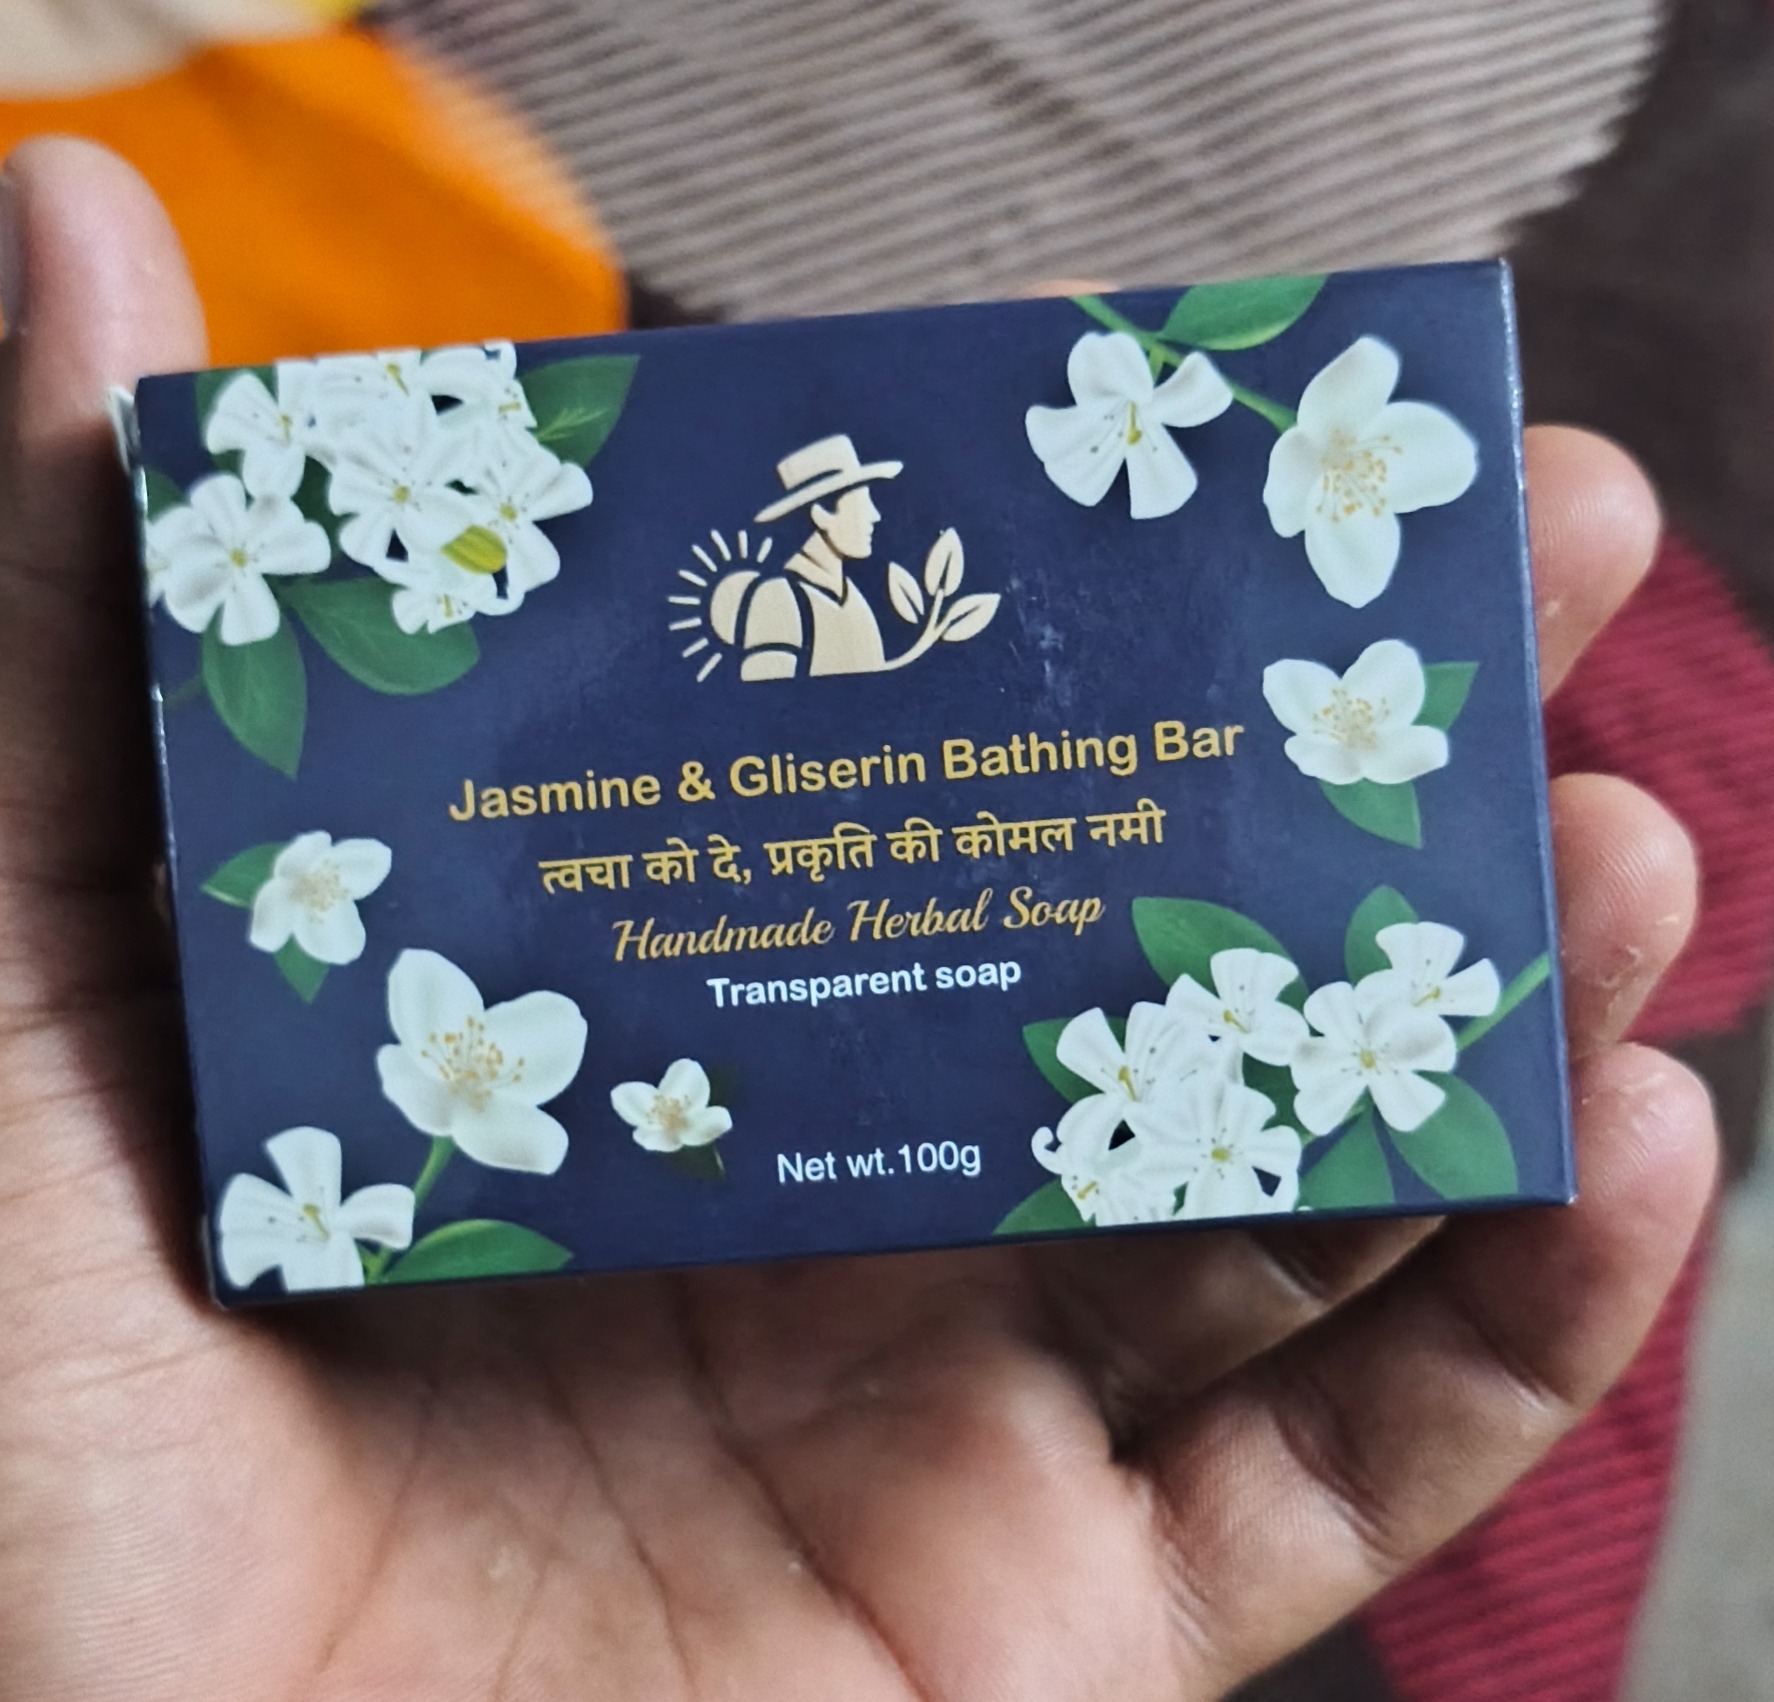 Jasmine & Gliserin Bathing Bar
त्वचा को दे, प्रकृति की कोमल नमी
Handmade Herbal Soap
Transparent soap
Net wt.100g